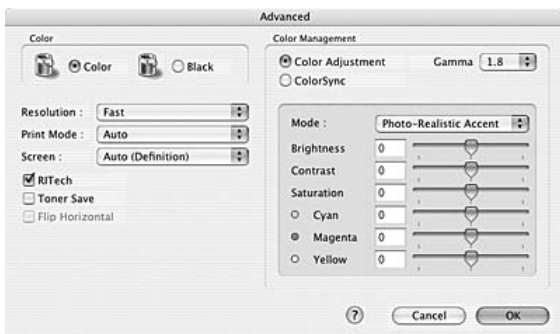 Advanced
Color
Color
Black
Resolution : Fast
Print Mode : Auto
Screen : Auto (Definition)
RITech
Toner Save
Flip Horizontal
Color Management
Color Adjustment
Gamma 1.8
ColorSync
Mode : Photo-Realistic Accent
Brightness 0
Contrast 0
Saturation 0
Cyan 0
Magenta 0
Yellow 0
? Cancel OK